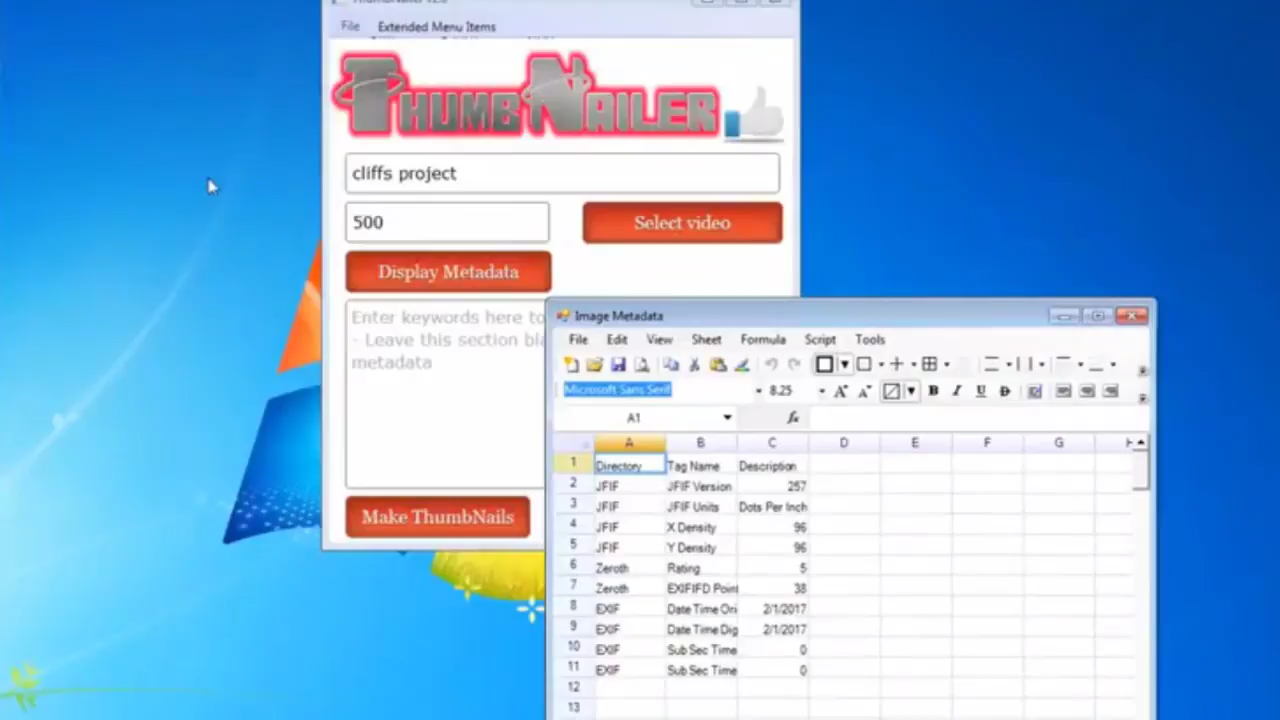 File Extended Menu Items
THUMBNAILER
cliffs project
500
Select video
Display Metadata
Enter keywords here to
- Leave this section bla
metadata
Make ThumbNails
Image Metadata
File Edit View Sheet Formula Script Tools
Microsoft Sans Serif 8.25 A A B I U
A1 fx
A B C D E F G H
1 Directory Tag Name Description
2 JFIF JFIF Version 257
3 JFIF JFIF Units Dots Per Inch
4 JFIF X Density 96
5 JFIF Y Density 96
6 Zeroth Rating 5
7 Zeroth EXIFIFD Point 38
8 EXIF Date Time Ori 2/1/2017
9 EXIF Date Time Dig 2/1/2017
10 EXIF Sub Sec Time 0
11 EXIF Sub Sec Time 0
12
13